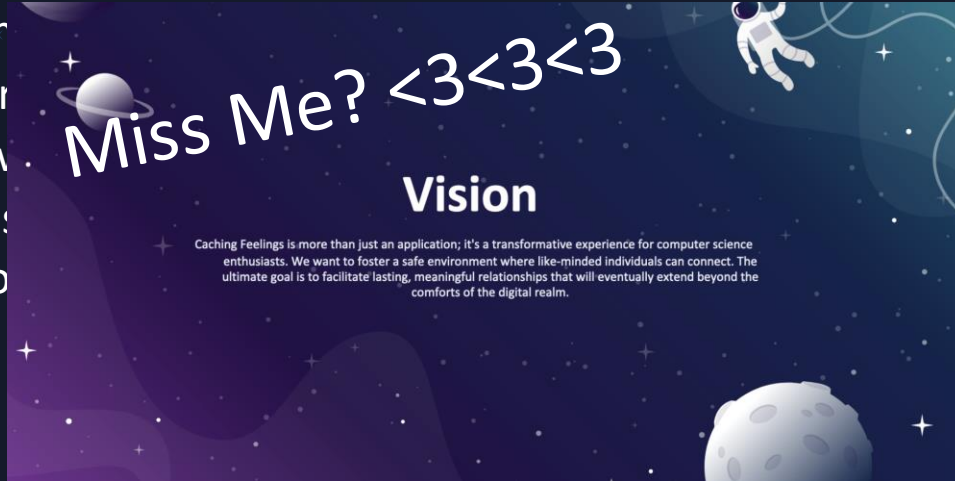 Miss Me? <3<3<3
Vision
Caching Feelings is more than just an application; it's a transformative experience for computer science
enthusiasts. We want to foster a safe environment where like-minded individuals can connect. The
ultimate goal is to facilitate lasting, meaningful relationships that will eventually extend beyond the
comforts of the digital realm.